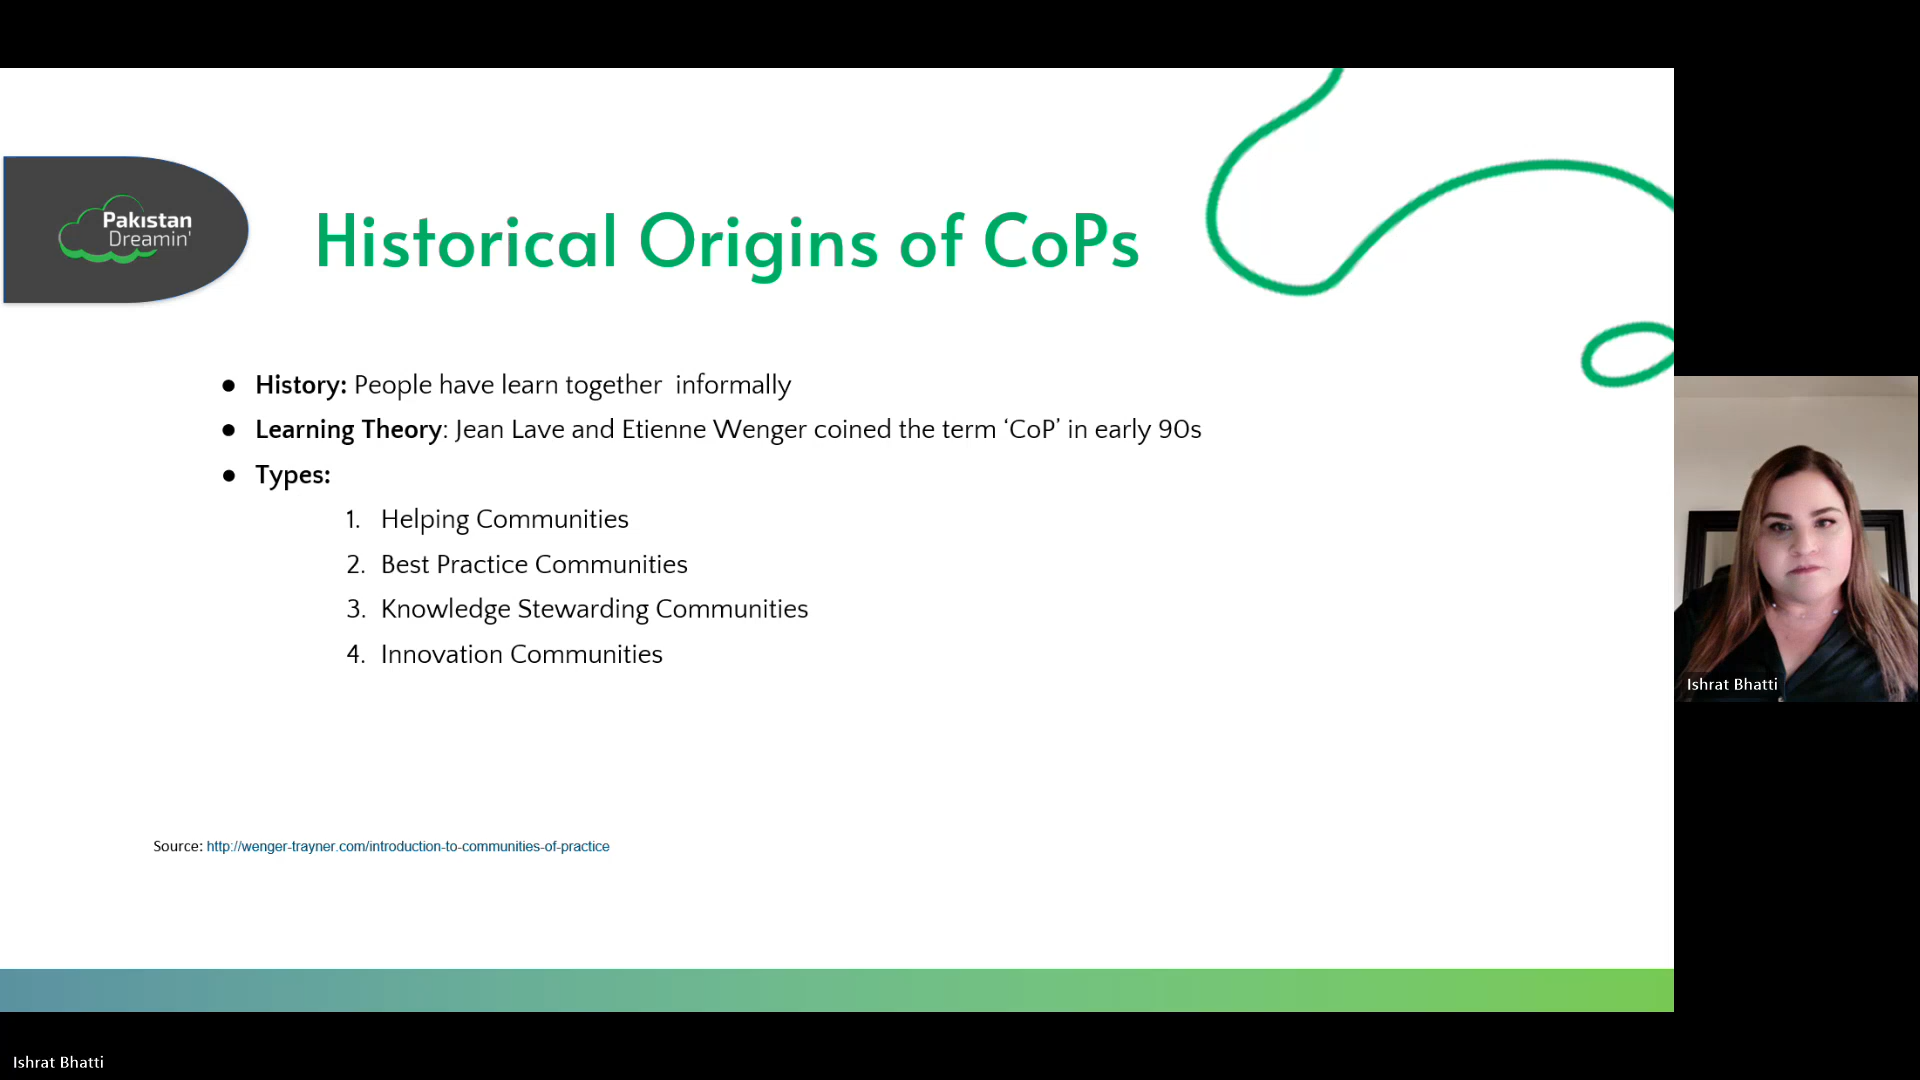 Pakistan
Dreamin'
Historical Origins of CoPs
● History: People have learn together  informally
● Learning Theory: Jean Lave and Etienne Wenger coined the term ‘CoP’ in early 90s
● Types:
1. Helping Communities
2. Best Practice Communities
3. Knowledge Stewarding Communities
4. Innovation Communities
Ishrat Bhatti
Source: http://wenger-trayner.com/introduction-to-communities-of-practice
Ishrat Bhatti